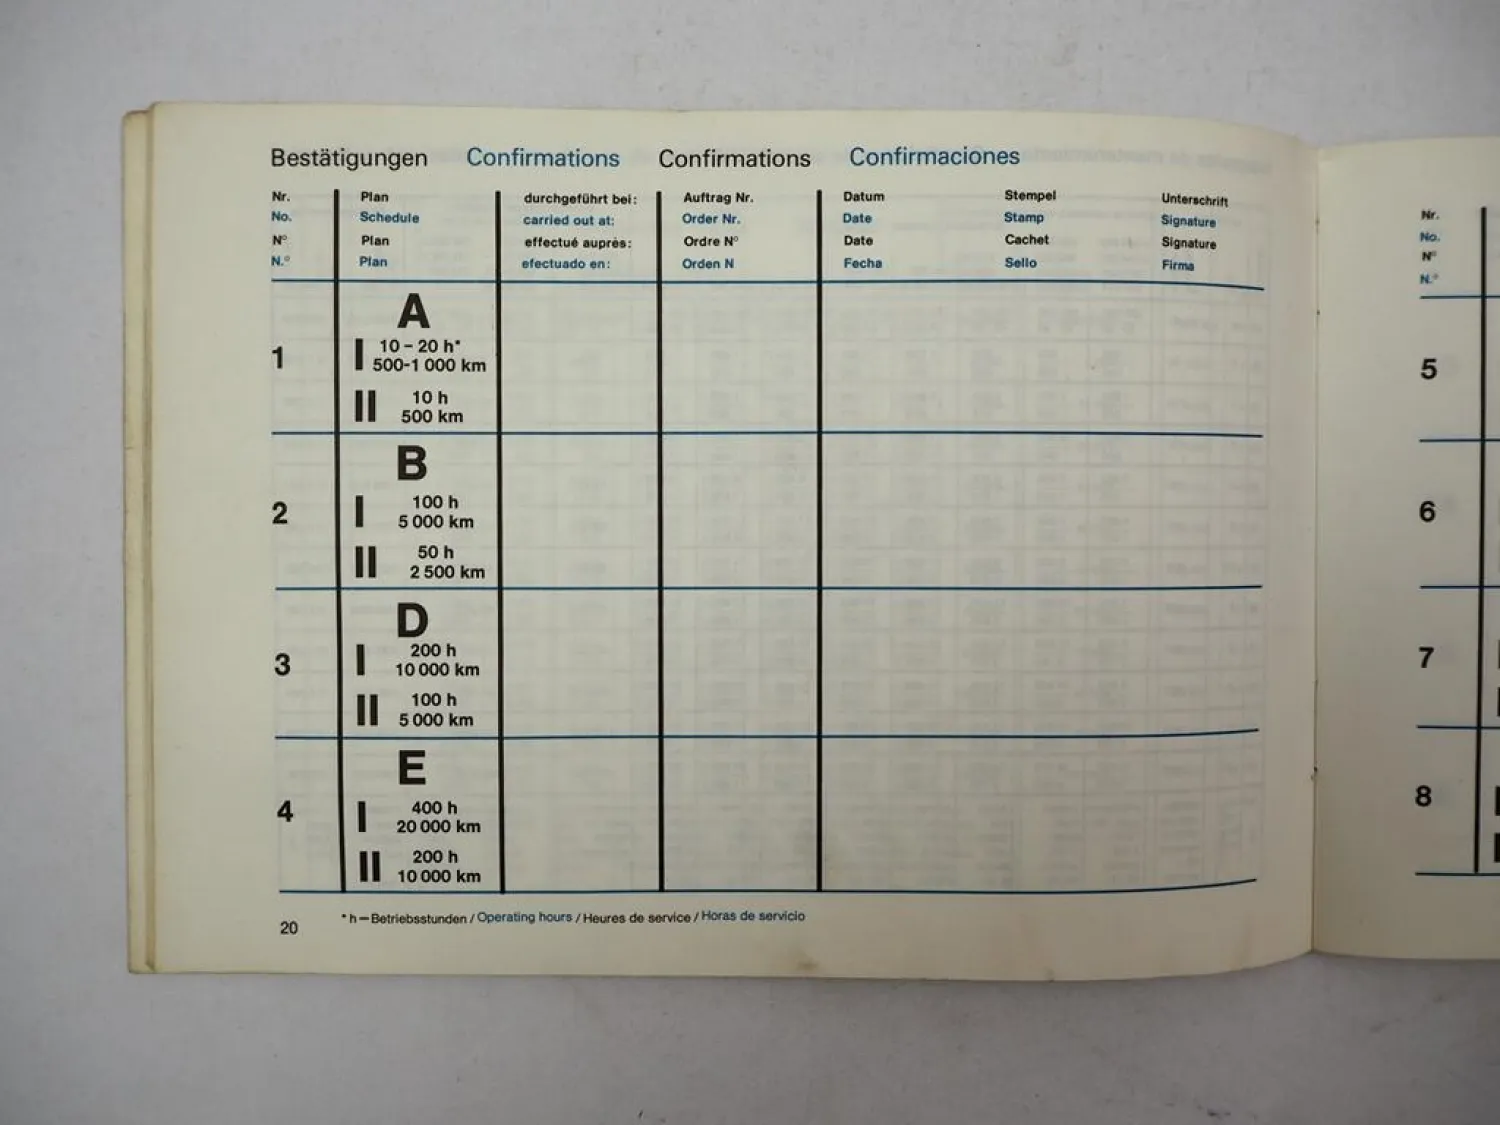 Bestätigungen Confirmations Confirmations Confirmaciones
Nr. Plan durchgeführt bei: Auftrag Nr. Datum Stempel Unterschrift
No. Schedule carried out at: Order Nr. Date Stamp Signature
N° Plan effectué auprés: Ordre N° Date Cachet Signature
N.° Plan efectuado en: Orden N Fecha Sello Firma
A
1 I 10 – 20 h*
500-1 000 km
II 10 h
500 km
B
2 I 100 h
5 000 km
II 50 h
2 500 km
D
3 I 200 h
10 000 km
II 100 h
5 000 km
E
4 I 400 h
20 000 km
II 200 h
10 000 km
* h — Betriebsstunden / Operating hours / Heures de service / Horas de servicio
20
Nr.
No.
N°
N.°
5
6
7
8